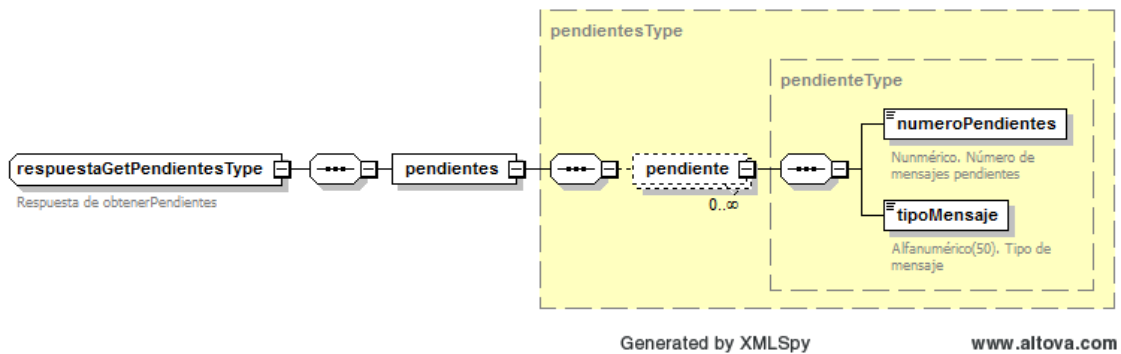 pendientesType
pendienteType
numeroPendientes
Nunmérico. Número de
mensajes pendientes
respuestaGetPendientesType
Respuesta de obtenerPendientes
pendientes
pendiente
0..∞
tipoMensaje
Alfanumérico(50). Tipo de
mensaje
Generated by XMLSpy
www.altova.com